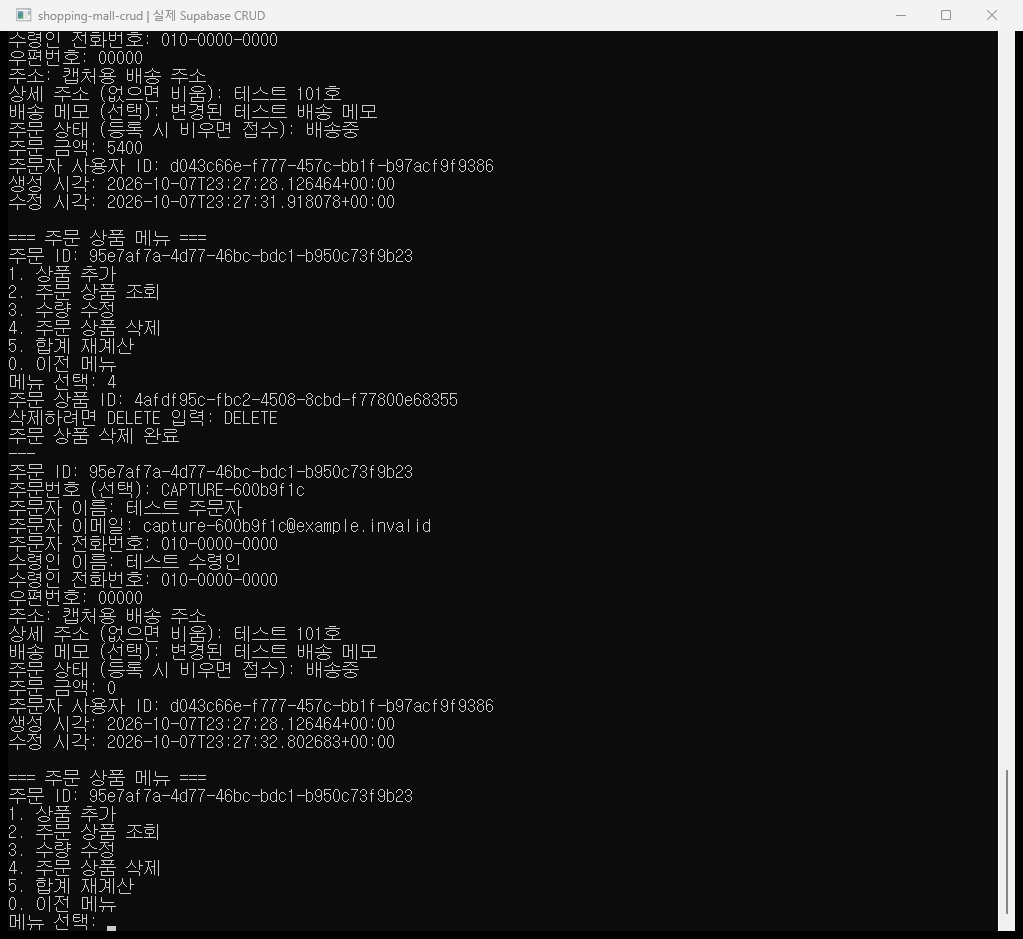 shopping-mall-crud | 실제 Supabase CRUD
수령인 전화번호: 010-0000-0000
우편번호: 00000
주소: 캡처용 배송 주소
상세 주소 (없으면 비움): 테스트 101호
배송 메모 (선택): 변경된 테스트 배송 메모
주문 상태 (등록 시 비우면 접수): 배송중
주문 금액: 5400
주문자 사용자 ID: d043c66e-f777-457c-bb1f-b97acf9f9386
생성 시각: 2026-10-07T23:27:28.126464+00:00
수정 시각: 2026-10-07T23:27:31.918078+00:00
=== 주문 상품 메뉴 ===
주문 ID: 95e7af7a-4d77-46bc-bdc1-b950c73f9b23
1. 상품 추가
2. 주문 상품 조회
3. 수량 수정
4. 주문 상품 삭제
5. 합계 재계산
0. 이전 메뉴
메뉴 선택: 4
주문 상품 ID: 4afdf95c-fbc2-4508-8cbd-f77800e68355
삭제하려면 DELETE 입력: DELETE
주문 상품 삭제 완료
---
주문 ID: 95e7af7a-4d77-46bc-bdc1-b950c73f9b23
주문번호 (선택): CAPTURE-600b9f1c
주문자 이름: 테스트 주문자
주문자 이메일: capture-600b9f1c@example.invalid
주문자 전화번호: 010-0000-0000
수령인 이름: 테스트 수령인
수령인 전화번호: 010-0000-0000
우편번호: 00000
주소: 캡처용 배송 주소
상세 주소 (없으면 비움): 테스트 101호
배송 메모 (선택): 변경된 테스트 배송 메모
주문 상태 (등록 시 비우면 접수): 배송중
주문 금액: 0
주문자 사용자 ID: d043c66e-f777-457c-bb1f-b97acf9f9386
생성 시각: 2026-10-07T23:27:28.126464+00:00
수정 시각: 2026-10-07T23:27:32.802683+00:00
=== 주문 상품 메뉴 ===
주문 ID: 95e7af7a-4d77-46bc-bdc1-b950c73f9b23
1. 상품 추가
2. 주문 상품 조회
3. 수량 수정
4. 주문 상품 삭제
5. 합계 재계산
0. 이전 메뉴
메뉴 선택: